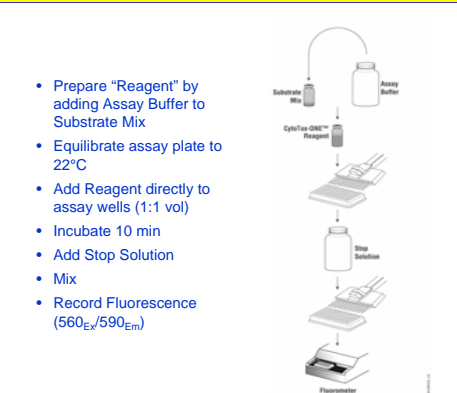 • Prepare “Reagent” by
adding Assay Buffer to
Substrate Mix
• Equilibrate assay plate to
22°C
• Add Reagent directly to
assay wells (1:1 vol)
• Incubate 10 min
• Add Stop Solution
• Mix
• Record Fluorescence
(560Ex/590Em)
Substrate
Mix
Assay
Buffer
CytoTox-ONE™
Reagent
Stop
Solution
Fluorometer